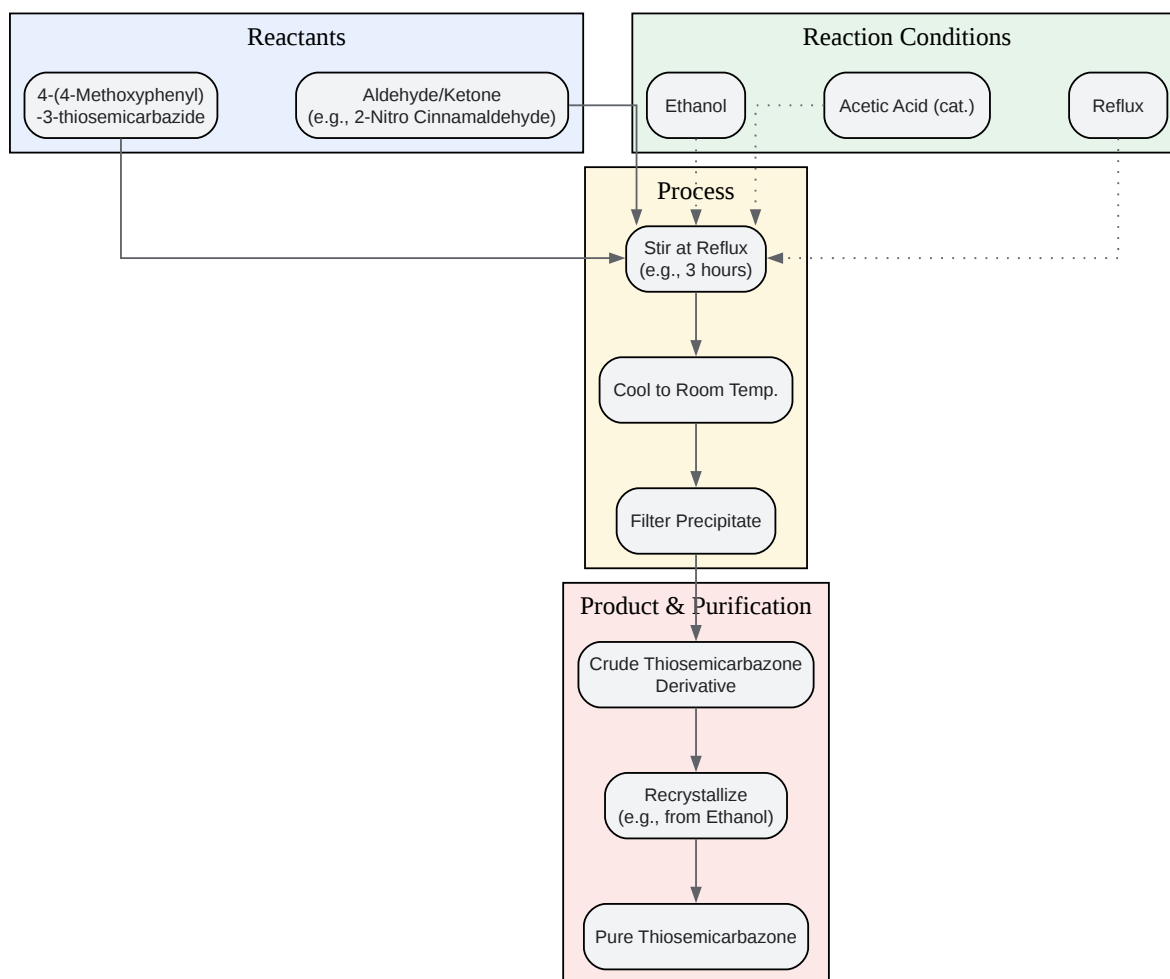 Reactants
4-(4-Methoxyphenyl)
-3-thiosemicarbazide
Aldehyde/Ketone
(e.g., 2-Nitro Cinnamaldehyde)
Reaction Conditions
Ethanol
Acetic Acid (cat.)
Reflux
Process
Stir at Reflux
(e.g., 3 hours)
Cool to Room Temp.
Filter Precipitate
Product & Purification
Crude Thiosemicarbazone
Derivative
Recrystallize
(e.g., from Ethanol)
Pure Thiosemicarbazone